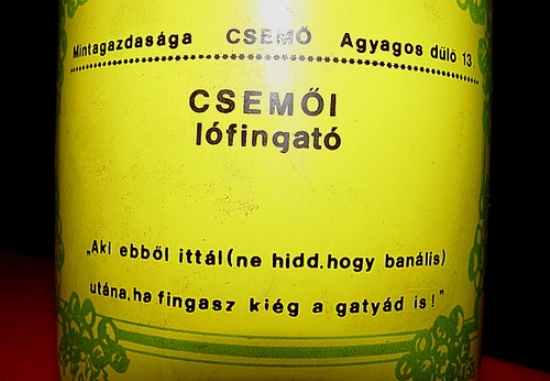 Mintagazdasága CSEMŐ Agyagos dülő 13
CSEMŐI
lófingató
„Aki ebből ittál(ne hidd,hogy banális)
utána,ha fingasz kiég a gatyád is!"